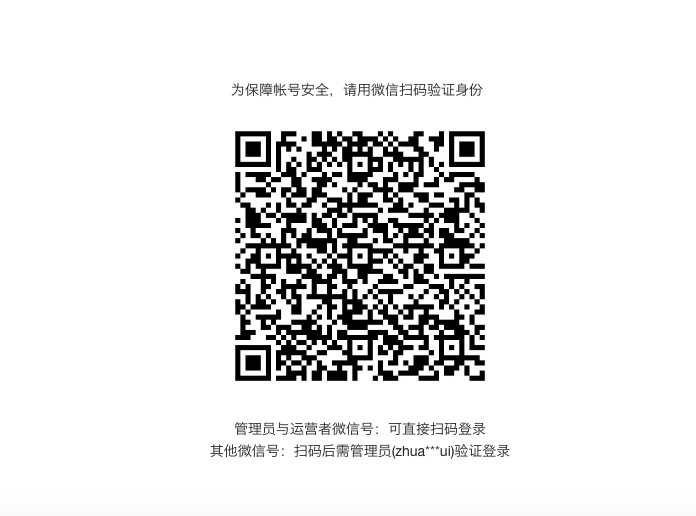 为保障帐号安全，请用微信扫码验证身份
管理员与运营者微信号：可直接扫码登录
其他微信号：扫码后需管理员(zhua***ui)验证登录